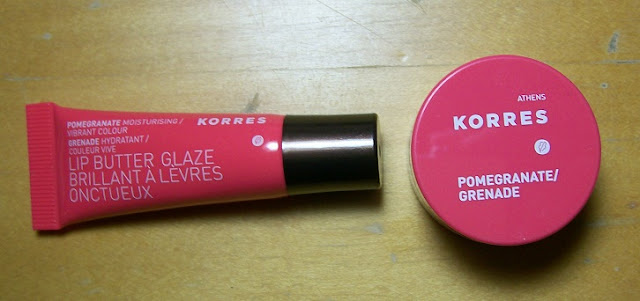 POMEGRANATE MOISTURISING/
VIBRANT COLOUR
GRENADE HYDRATANT/
COULEUR VIVE
LIP BUTTER GLAZE
BRILLANT À LÈVRES
ONCTUEUX
KORRES
ATHENS
KORRES
POMEGRANATE/
GRENADE